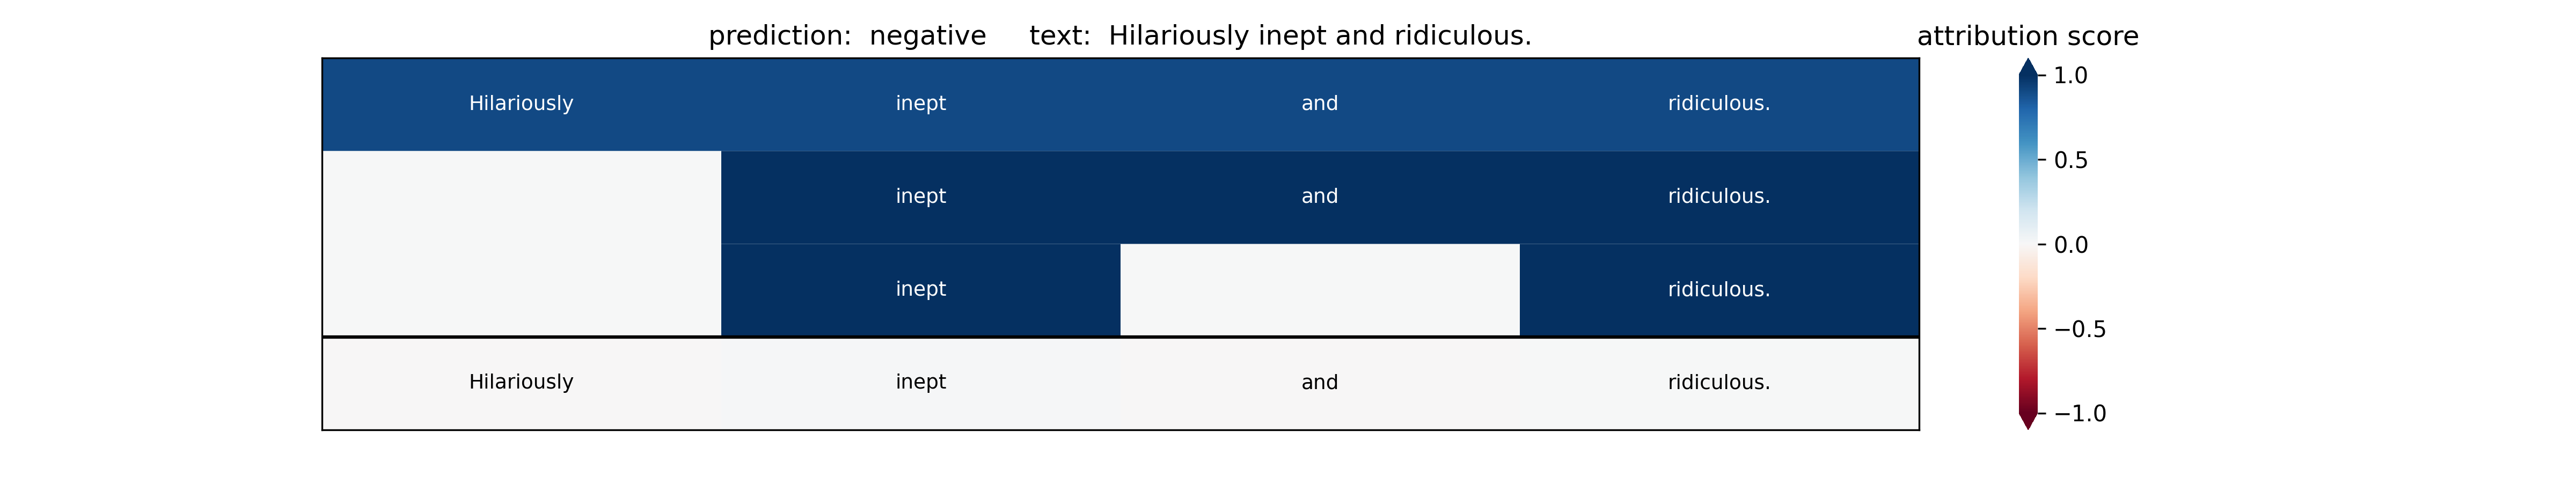 prediction:  negative     text:  Hilariously inept and ridiculous.
attribution score
Hilariously inept and ridiculous.
inept and ridiculous.
inept ridiculous.
Hilariously inept and ridiculous.
1.0
0.5
0.0
−0.5
−1.0